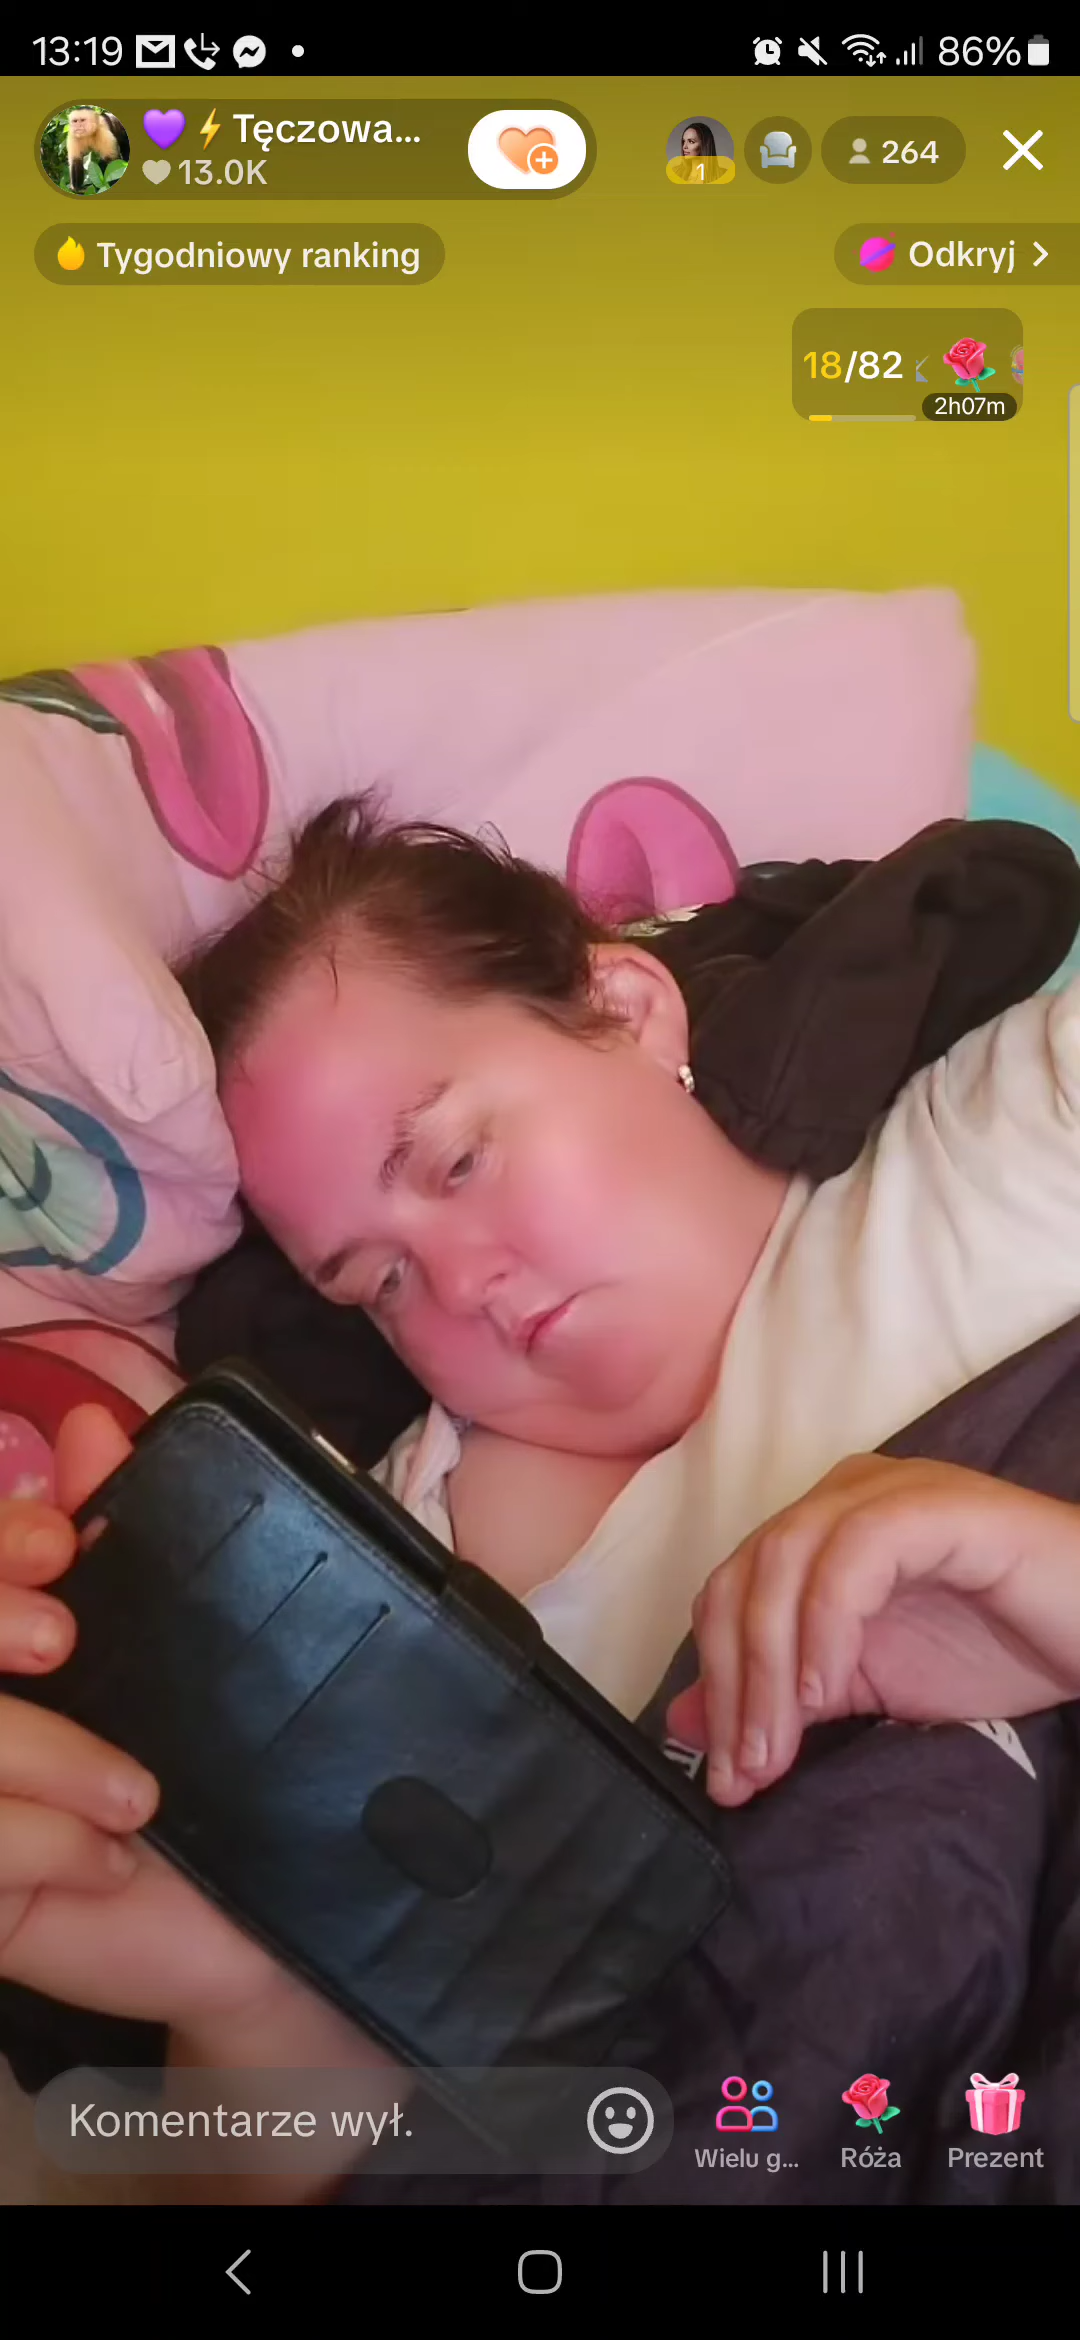 13:19
86%
💜⚡Tęczowa...
13.0K
1
264
Tygodniowy ranking
Odkryj
18/82
2h07m
Komentarze wył.
Wielu g...
Róża
Prezent